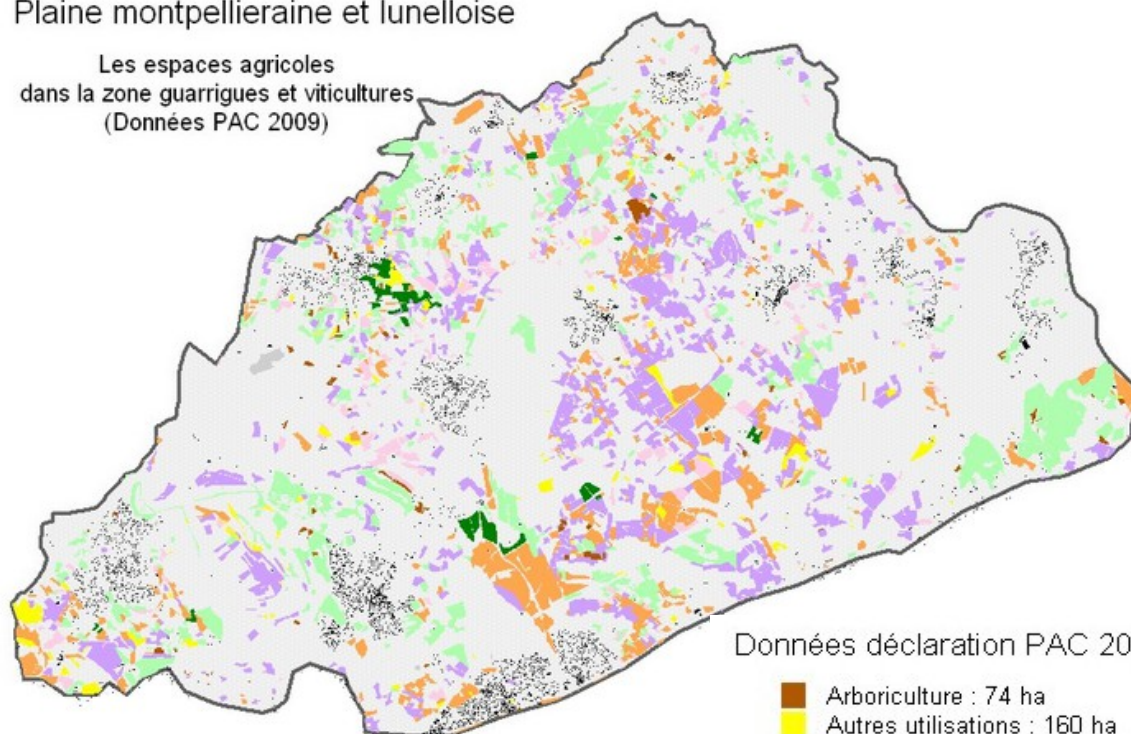 Plaine montpellieraine et lunelloise
Les espaces agricoles
dans la zone guarrigues et viticultures
(Données PAC 2009)
Données déclaration PAC 20
Arboriculture : 74 ha
Autres utilisations : 160 ha